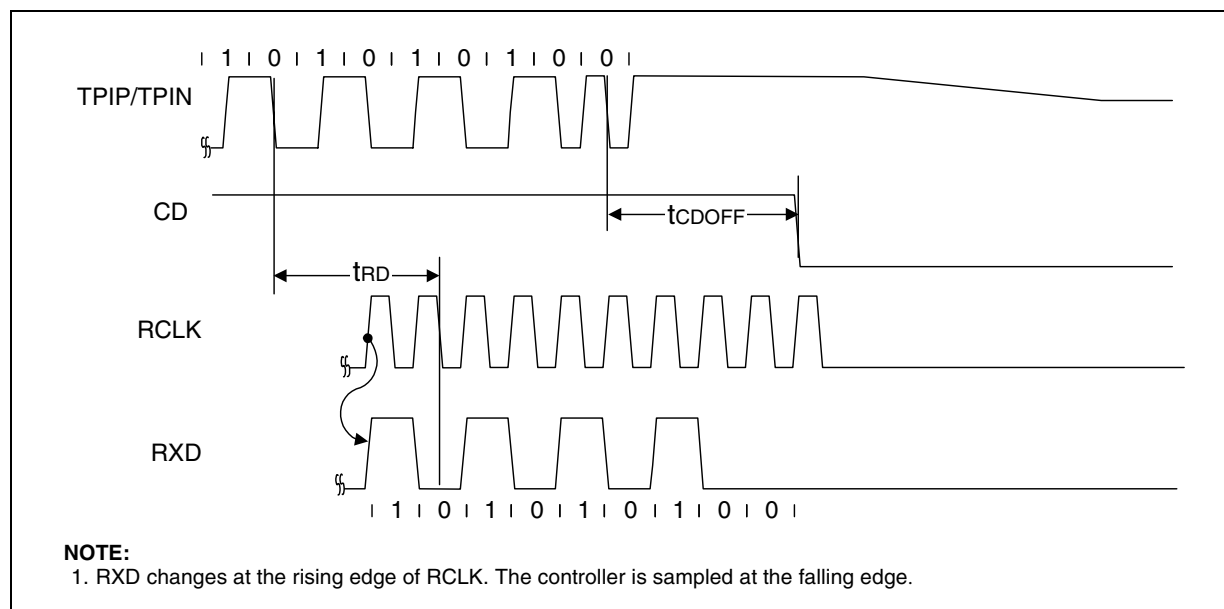 1 0 1 0 1 0 1 0 0
TPIP/TPIN
CD
tCDOFF
tRD
RCLK
RXD
1 0 1 0 1 0 1 0 0
NOTE:
1. RXD changes at the rising edge of RCLK. The controller is sampled at the falling edge.